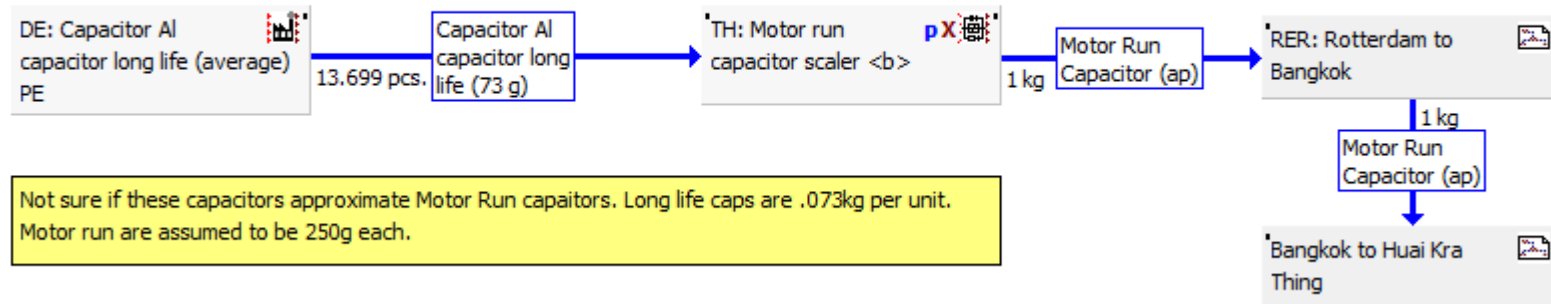 DE: Capacitor Al
capacitor long life (average)
PE
13.699 pcs.
Capacitor Al
capacitor long
life (73 g)
TH: Motor run
capacitor scaler <b>
pX
1 kg
Motor Run
Capacitor (ap)
RER: Rotterdam to
Bangkok
1 kg
Motor Run
Capacitor (ap)
Bangkok to Huai Kra
Thing
Not sure if these capacitors approximate Motor Run capaitors. Long life caps are .073kg per unit.
Motor run are assumed to be 250g each.